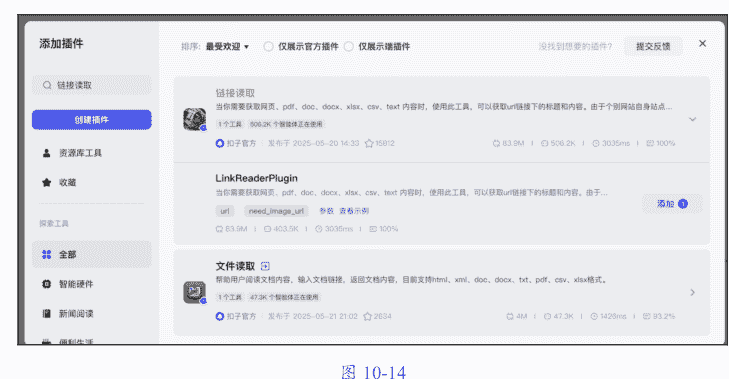 添加插件
排序: 最受欢迎 仅展示官方插件 仅展示端插件 没找到想要的插件? 提交反馈
链接读取
创建插件
资源库工具
收藏
探索工具
全部
智能硬件
新闻阅读
便利生活
链接读取
当你需要获取网页、pdf、doc、docx、xlsx、csv、text 内容时，使用此工具，可以获取url链接下的标题和内容。由于个别网站自身站点...
1个工具 506.2K 个智能体正在使用
扣子官方 发布于 2025-05-20 14:33 15812 83.9M 506.2K 3035ms 100%
LinkReaderPlugin
当你需要获取网页、pdf、doc、docx、xlsx、csv、text 内容时，使用此工具，可以获取url链接下的标题和内容。由于...
url need_image_url 参数 查看示例 添加 1
83.9M 403.5K 3035ms 100%
文件读取
帮助用户阅读文档内容，输入文档链接，返回文档内容，目前支持html、xml、doc、docx、txt、pdf、csv、xlsx格式。
1个工具 47.3K 个智能体正在使用
扣子官方 发布于 2025-05-21 21:02 2634 4M 47.3K 1426ms 93.2%
图 10-14